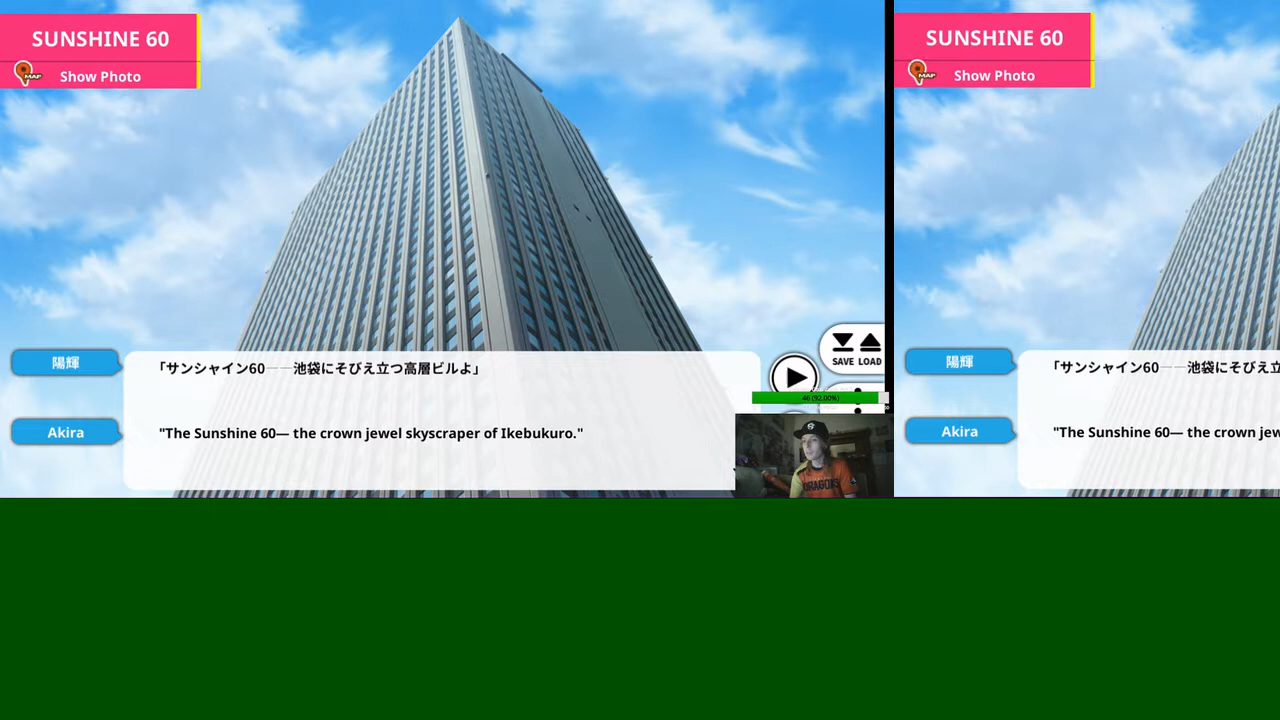 SUNSHINE 60
MAP Show Photo
陽輝
「サンシャイン60――池袋にそびえ立つ高層ビルよ」
Akira
"The Sunshine 60— the crown jewel skyscraper of Ikebukuro."
SAVE LOAD
46 (92.00%)
DRAGONS
SUNSHINE 60
MAP Show Photo
陽輝
「サンシャイン60――池袋にそびえ立
Akira
"The Sunshine 60— the crown jew